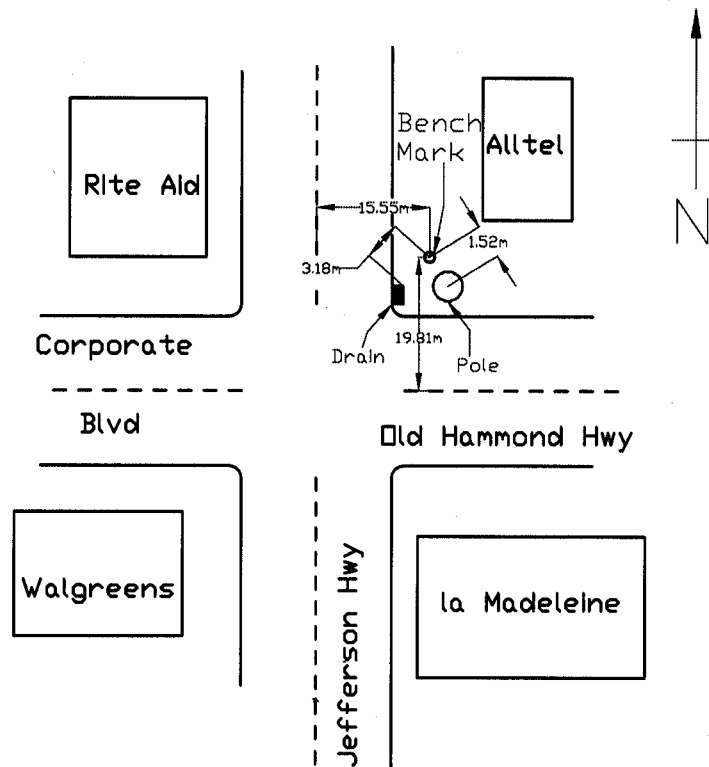 Bench
Mark
Alltel
Rite Aid
15.55m
1.52m
N
3.18m
19.81m
Corporate
Drain
Pole
Blvd
Old Hammond Hwy
Walgreens
Jefferson Hwy
la Madeleine